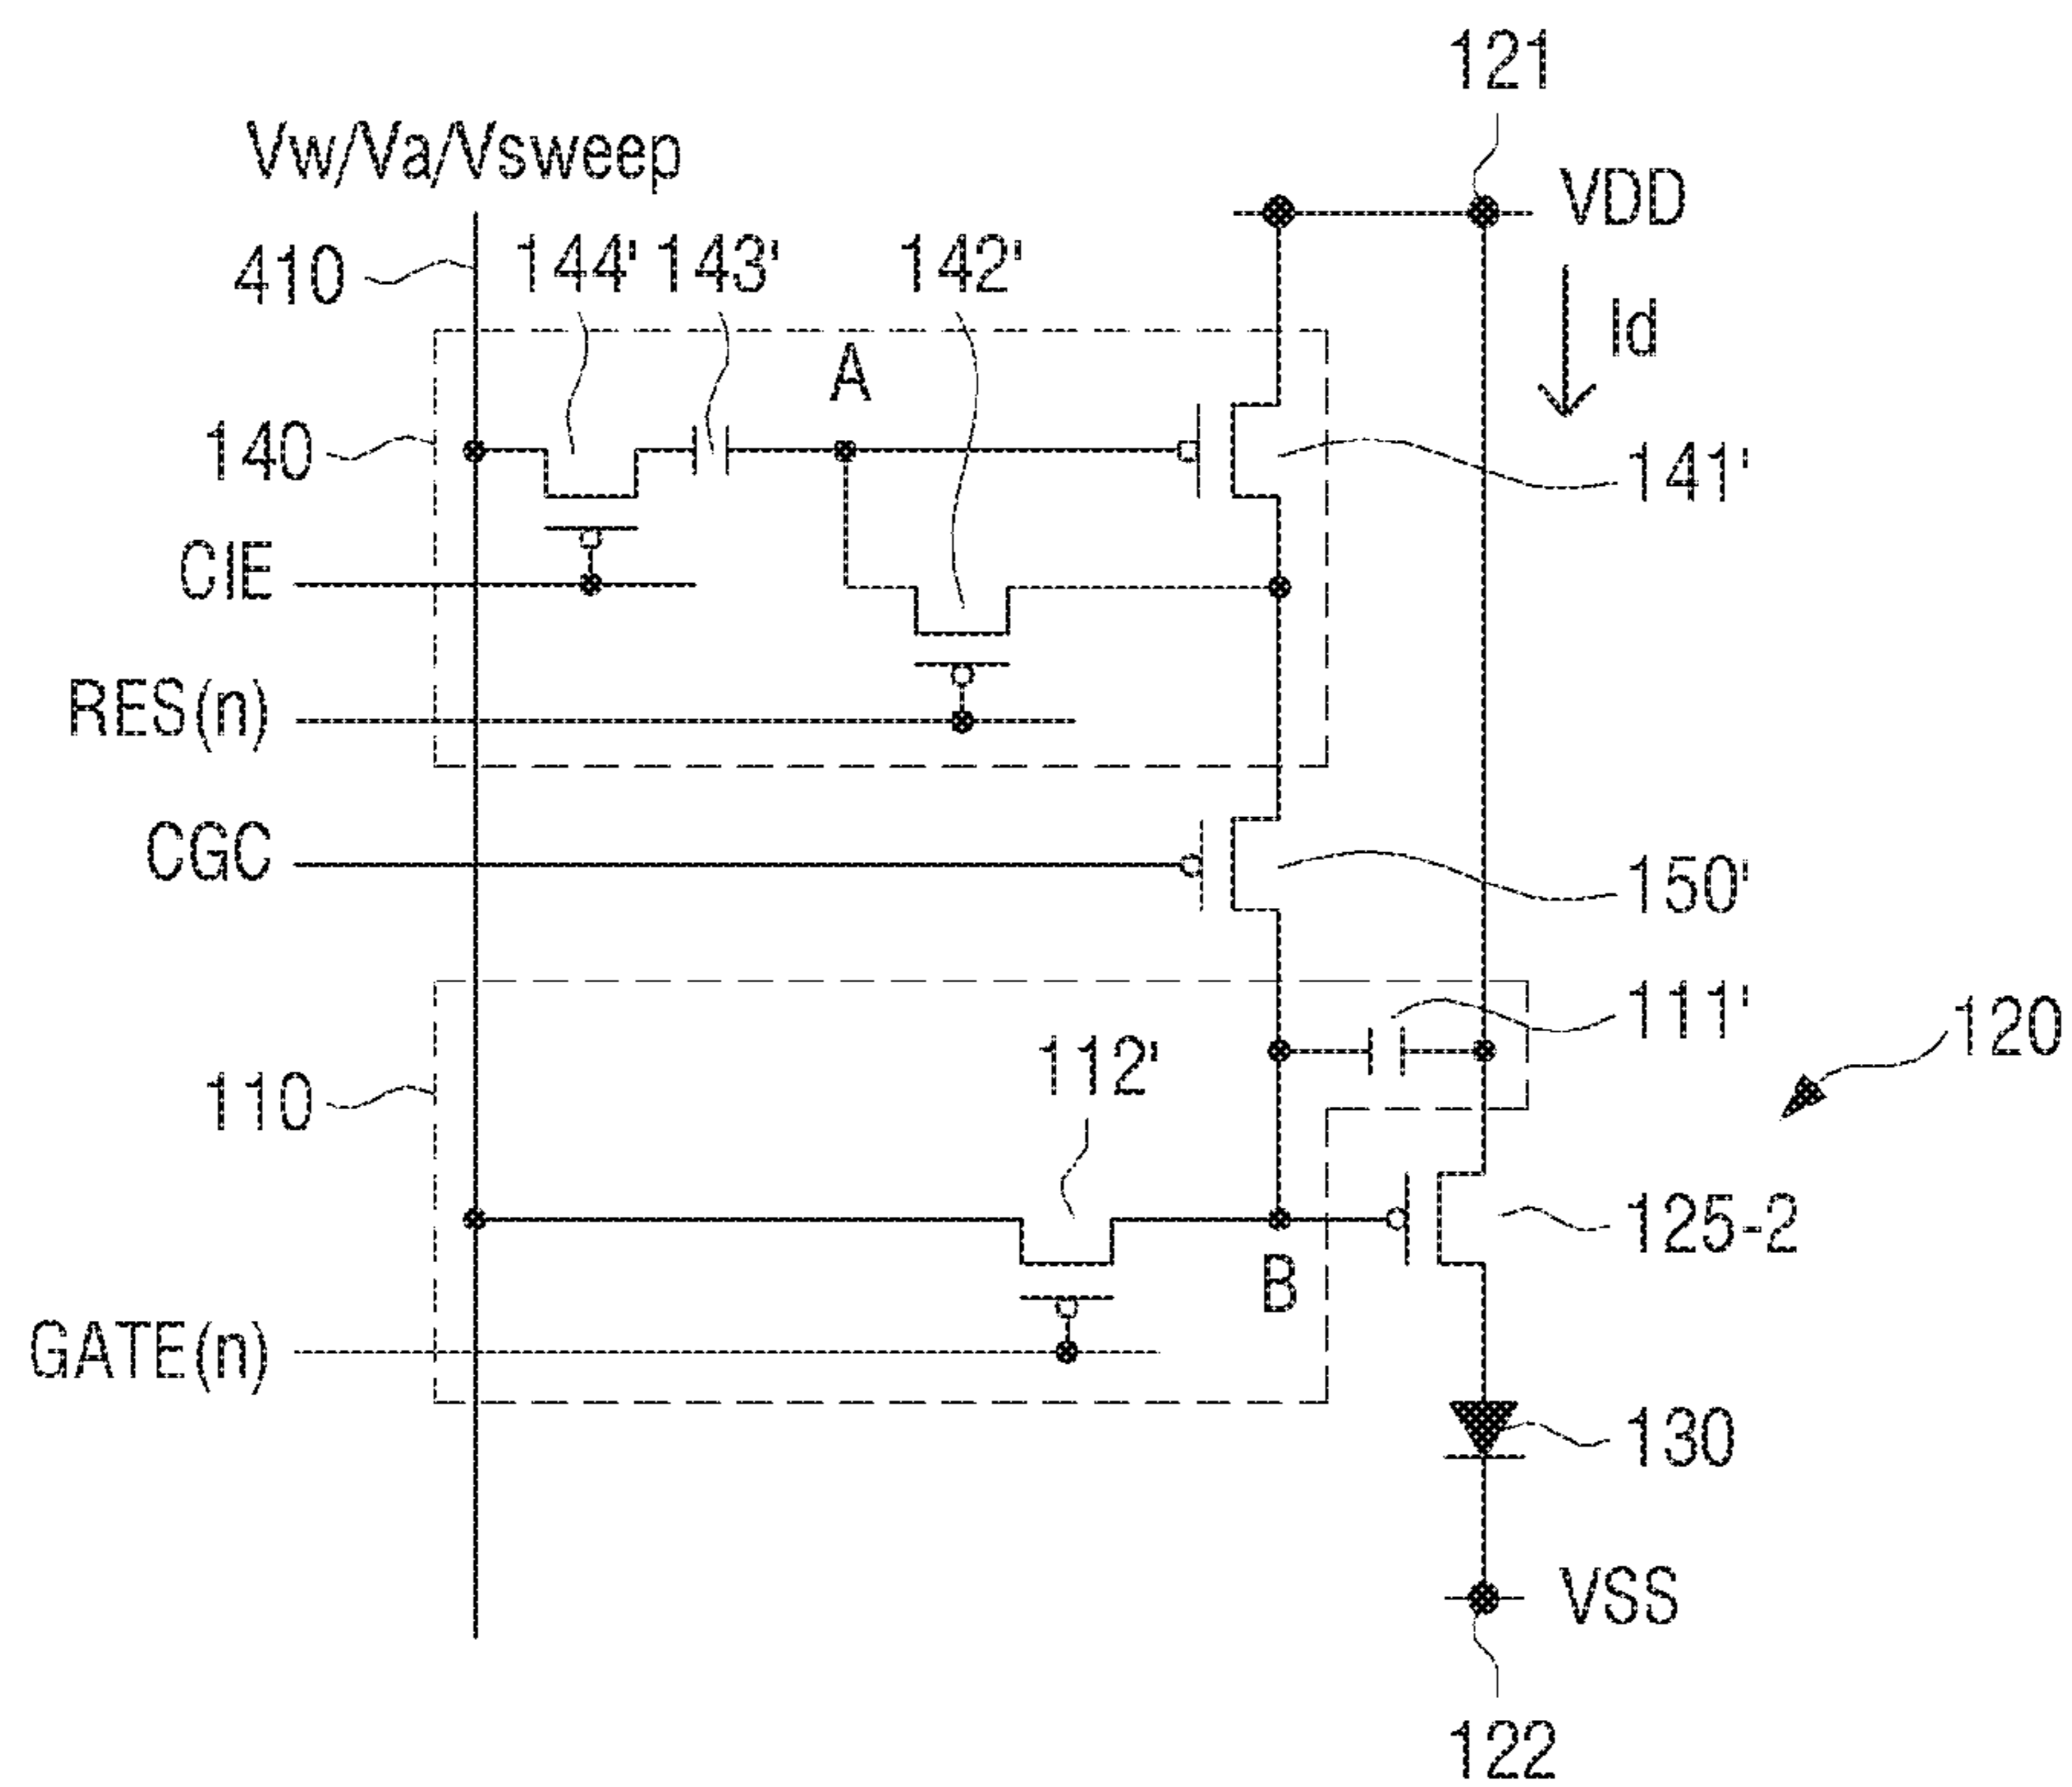 121
Vw/Va/Vsweep
VDD
410
144'
143'
142'
Id
A
140
141'
CIE
RES(n)
CGC
150'
111'
120
112'
110
125-2
B
GATE(n)
130
VSS
122